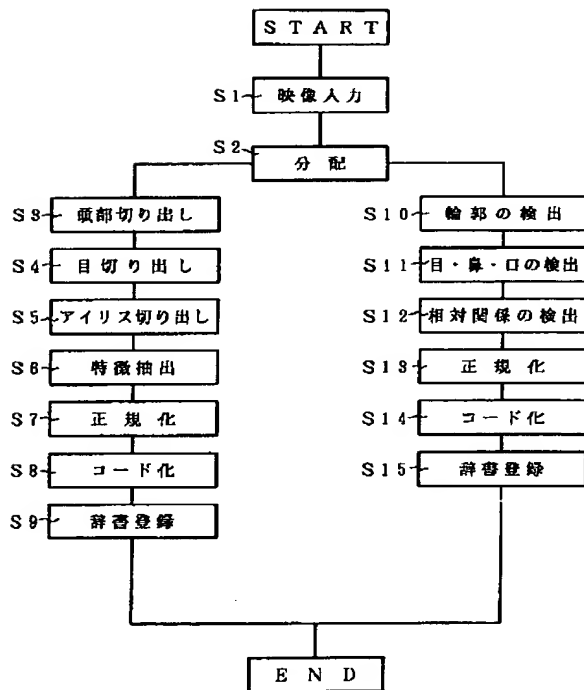 START
S1 映像入力
S2 分配
S3 頭部切り出し
S4 目切り出し
S5 アイリス切り出し
S6 特徴抽出
S7 正規化
S8 コード化
S9 辞書登録
S10 輪郭の検出
S11 目・鼻・口の検出
S12 相対関係の検出
S13 正規化
S14 コード化
S15 辞書登録
END